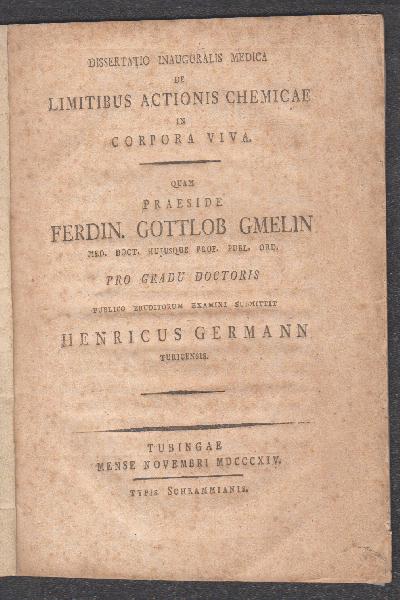 DISSERTATIO INAUGURALIS MEDICA
DE
LIMITIBUS ACTIONIS CHEMICAE
IN
CORPORA VIVA.
QUAM
PRAESIDE
FERDIN. GOTTLOB GMELIN
MED. DOCT. HUJUSQUE PROF. PUBL. ORD.
PRO GRADU DOCTORIS
PUBLICO ERUDITORUM EXAMINI SUBMITTIT
HENRICUS GERMANN
TURICENSIS.
TUBINGAE
MENSE NOVEMBRI MDCCCXIV.
TYPIS SCHRAMMIANIS.